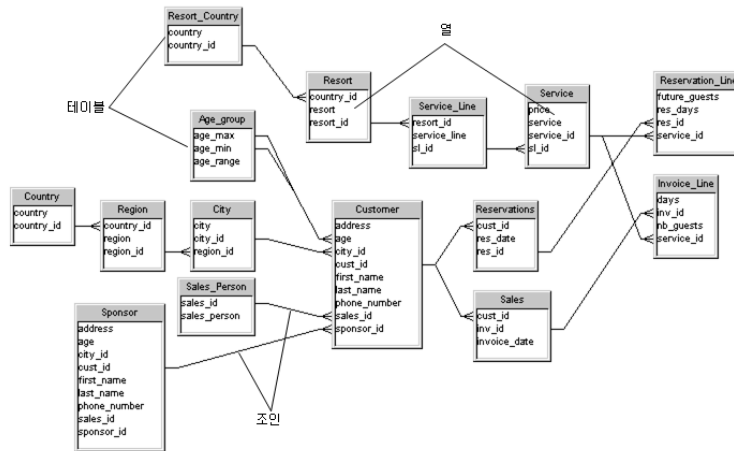 Resort_Country
country
country_id
열
테이블
Resort
country_id
resort
resort_id
Service_Line
resort_id
service_line
sl_id
Service
price
service
service_id
sl_id
Reservation_Line
future_guests
res_days
res_id
service_id
Age_group
age_max
age_min
age_range
Country
country
country_id
Region
country_id
region
region_id
City
city
city_id
region_id
Customer
address
age
city_id
cust_id
first_name
last_name
phone_number
sales_id
sponsor_id
Reservations
cust_id
res_date
res_id
Invoice_Line
days
inv_id
nb_guests
service_id
Sales_Person
sales_id
sales_person
Sales
cust_id
inv_id
invoice_date
Sponsor
address
age
city_id
cust_id
first_name
last_name
phone_number
sales_id
sponsor_id
조인